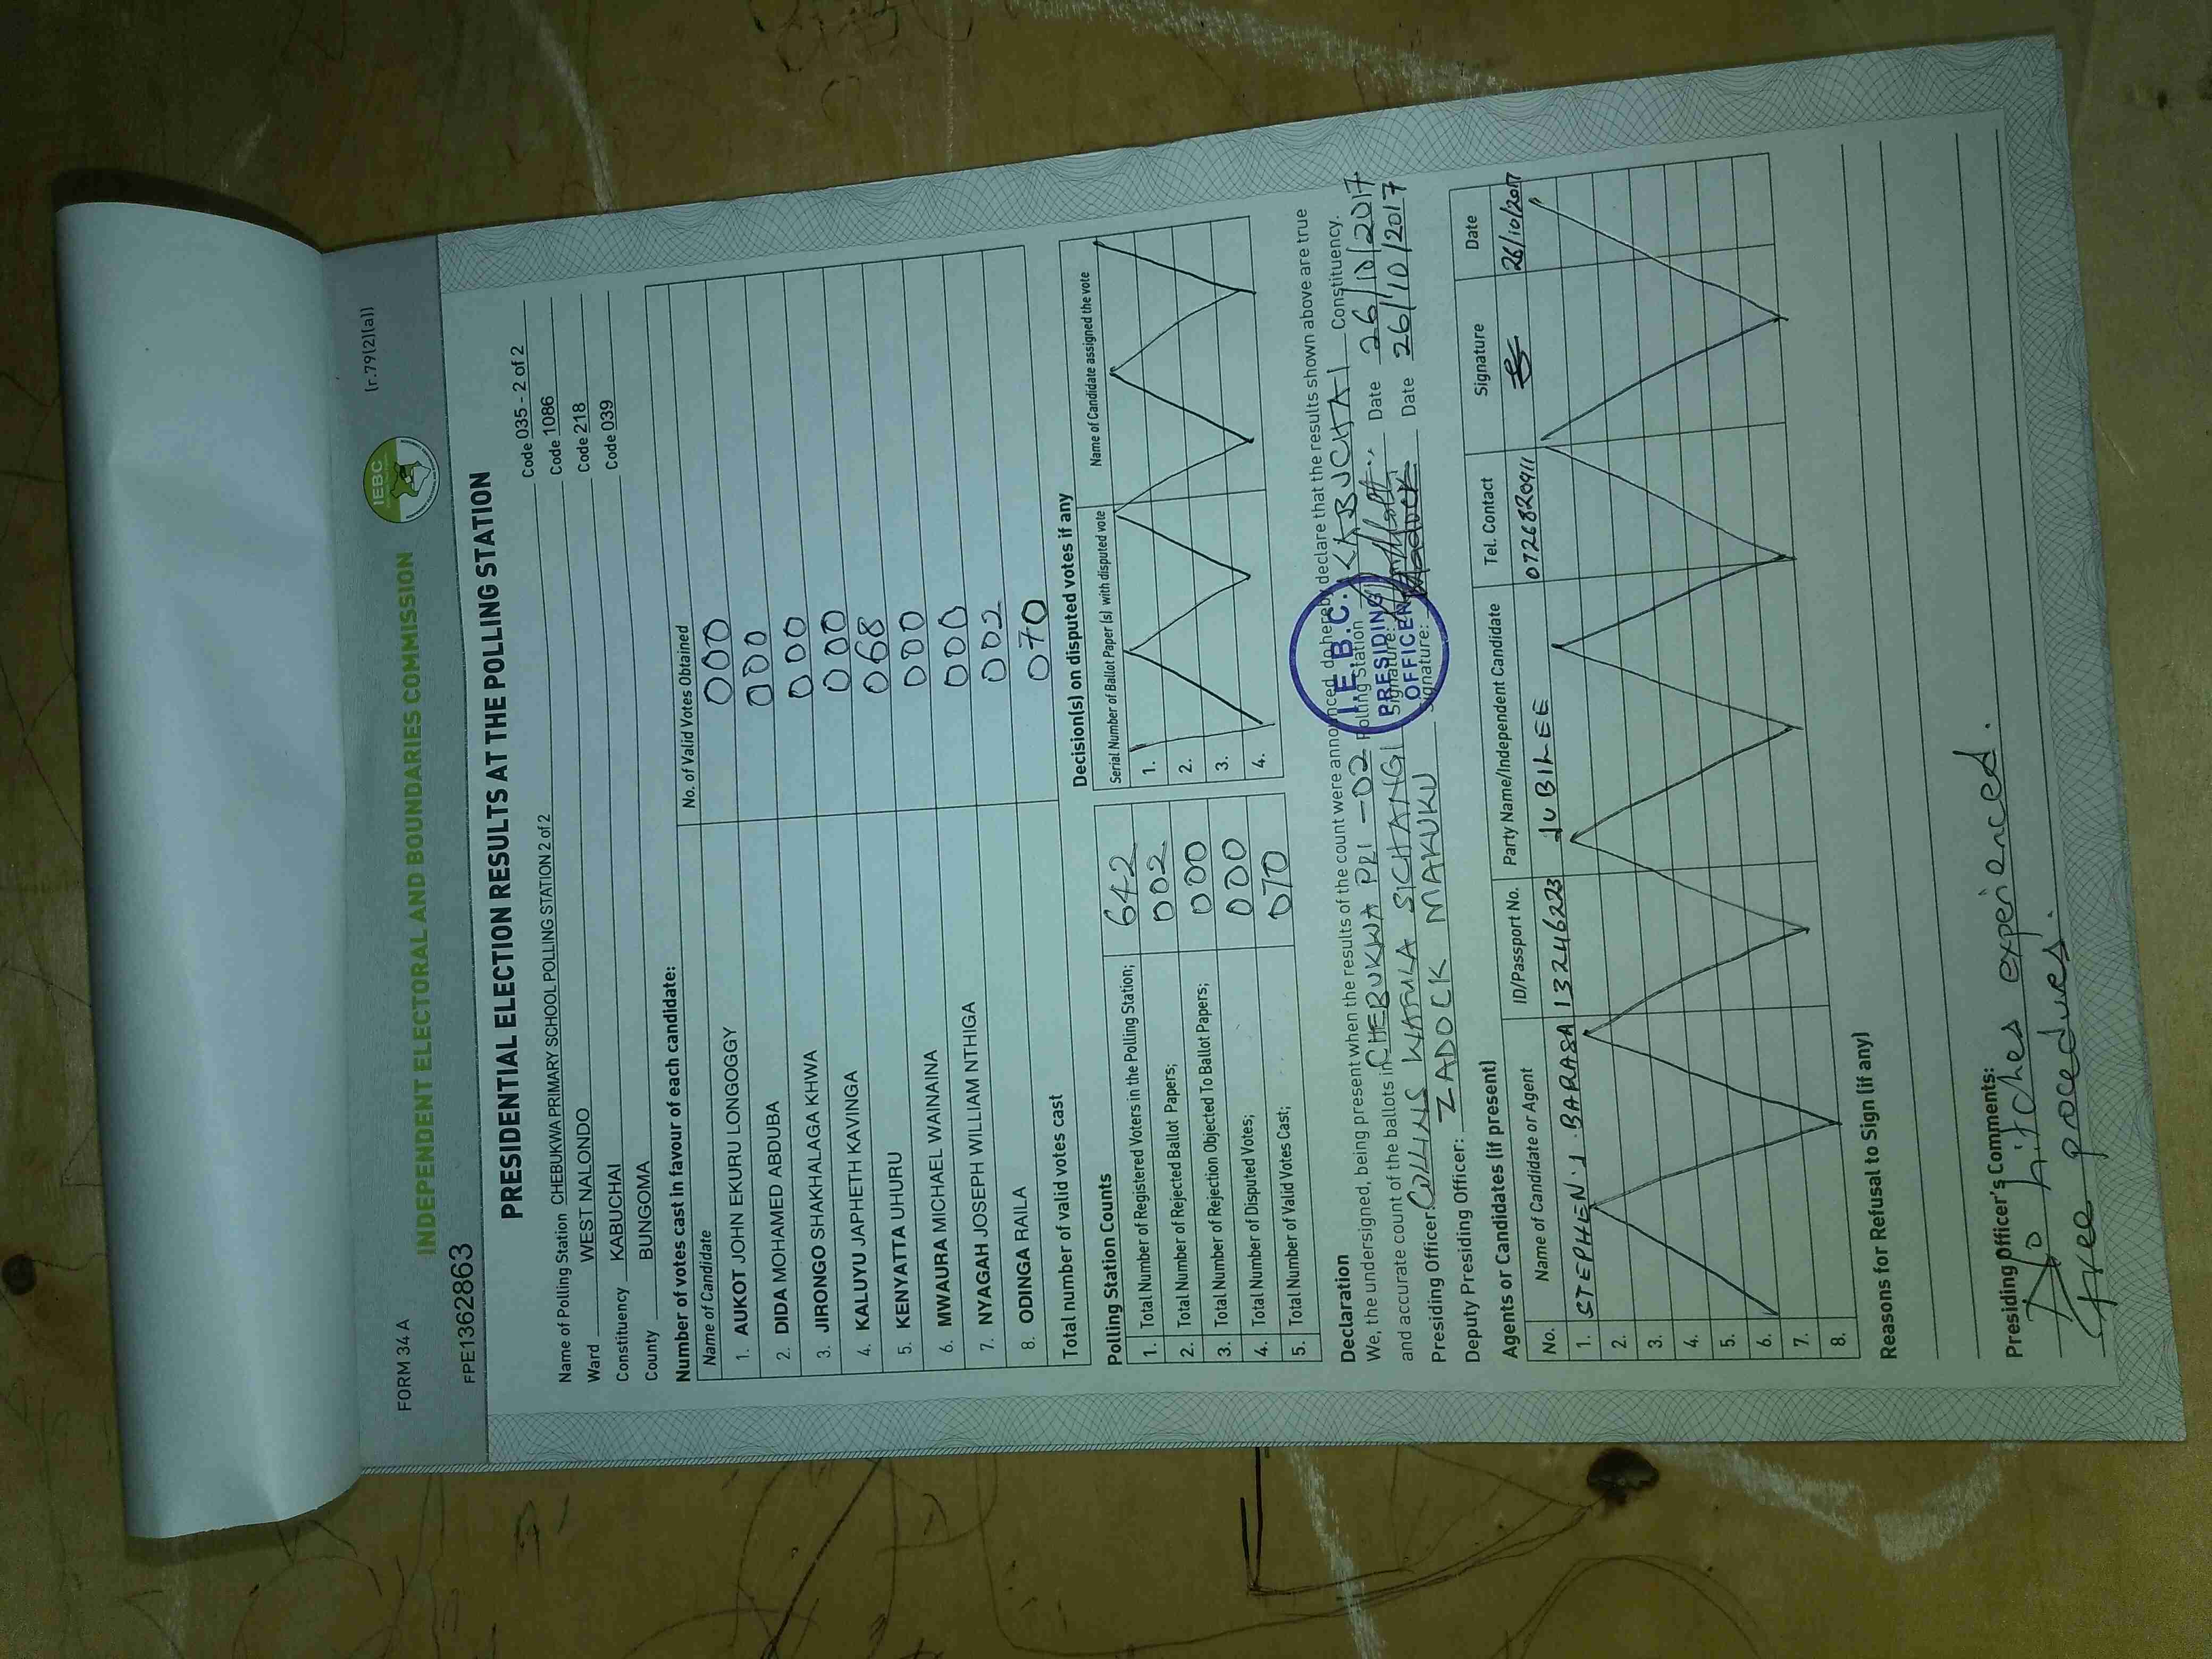 FORM 34 A
(r.79(2)(a))
IEBC
INDEPENDENT ELECTORAL AND BOUNDARIES COMMISSION
FPE1362863
PRESIDENTIAL ELECTION RESULTS AT THE POLLING STATION
Name of Polling Station CHEBUKWA PRIMARY SCHOOL POLLING STATION 2 of 2 Code 035 - 2 of 2
Ward WEST NALONDO Code 1086
Constituency KABUCHAI Code 218
County BUNGOMA Code 039
Number of votes cast in favour of each candidate:
Name of Candidate No. of Valid Votes Obtained
1. AUKOT JOHN EKURU LONGOGGY 000
2. DIDA MOHAMED ABDUBA 000
3. JIRONGO SHAKHALAGA KHWA 000
4. KALUYU JAPHETH KAVINGA 000
5. KENYATTA UHURU 068
6. MWAURA MICHAEL WAINAINA 000
7. NYAGAH JOSEPH WILLIAM NTHIGA 000
8. ODINGA RAILA 002
Total number of valid votes cast 070
Polling Station Counts
1. Total Number of Registered Voters in the Polling Station; 642
2. Total Number of Rejected Ballot Papers; 002
3. Total Number of Rejection Objected To Ballot Papers; 000
4. Total Number of Disputed Votes; 000
5. Total Number of Valid Votes Cast; 070
Decision(s) on disputed votes if any
Serial Number of Ballot Paper (s) with disputed vote Name of Candidate assigned the vote
1.
2.
3.
4.
Declaration
We, the undersigned, being present when the results of the count were announced do hereby declare that the results shown above are true
and accurate count of the ballots in CHEBUKWA PRI -02 Polling Station KABUCHAI Constituency.
Presiding Officer: COLLINS WAFULA SICHANGI Signature: Date 26/10/2017
Deputy Presiding Officer: ZADOCK MAKUKU Signature: Zadock Date 26/10/2017
I.E.B.C.
PRESIDING
OFFICER
Agents or Candidates (if present)
No. Name of Candidate or Agent ID/Passport No. Party Name/Independent Candidate Tel. Contact Signature Date
1. STEPHEN. J. BARASA 13246223 JUBILEE 0726820911 26/10/2017
2.
3.
4.
5.
6.
7.
8.
Reasons for Refusal to Sign (if any)
Presiding Officer's Comments:
No hitches experienced.
Free procedures.